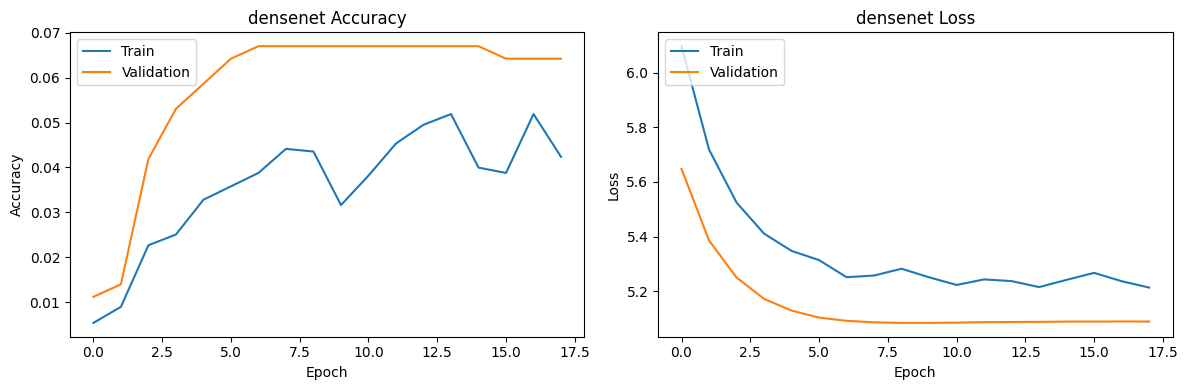 densenet Accuracy
Train
Validation
Accuracy
0.07
0.06
0.05
0.04
0.03
0.02
0.01
0.0
2.5
5.0
7.5
10.0
12.5
15.0
17.5
Epoch
densenet Loss
Train
Validation
Loss
6.0
5.8
5.6
5.4
5.2
0.0
2.5
5.0
7.5
10.0
12.5
15.0
17.5
Epoch